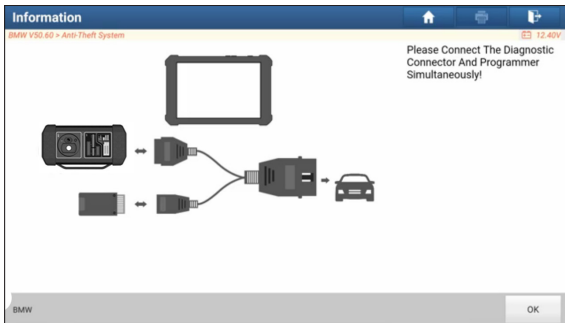 Information
BMW V50.60 > Anti-Theft System
12.40V
Please Connect The Diagnostic
Connector And Programmer
Simultaneously!
BMW
OK